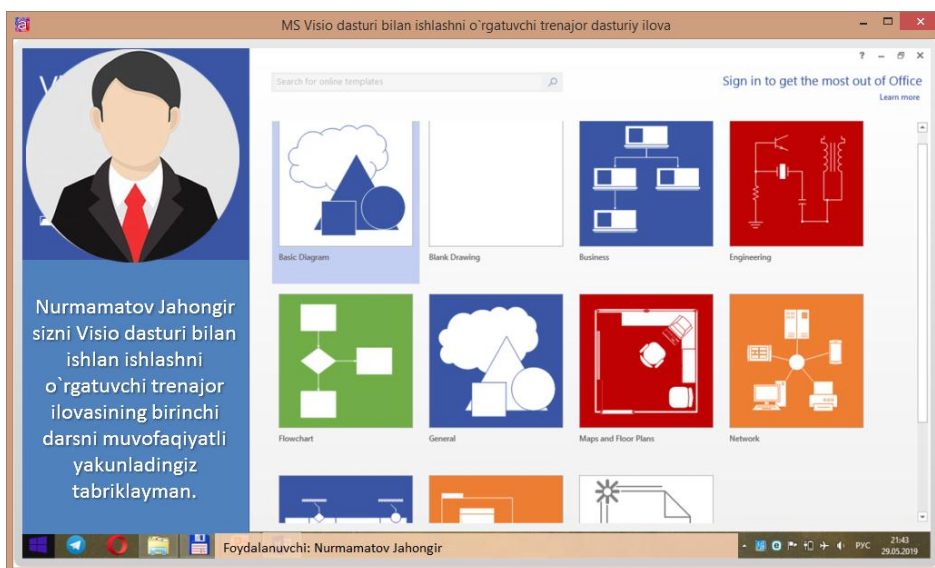 MS Visio dasturi bilan ishlashni o`rgatuvchi trenajor dasturiy ilova
Search for online templates
Sign in to get the most out of Office
Learn more
Basic Diagram
Blank Drawing
Business
Engineering
Nurmamatov Jahongir
sizni Visio dasturi bilan
ishlan ishlashni
o`rgatuvchi trenajor
ilovasining birinchi
darsni muvofaqiyatli
yakunladingiz
tabriklayman.
Flowchart
General
Maps and Floor Plans
Network
Foydalanuvchi: Nurmamatov Jahongir
РУС
21:43
29.05.2019